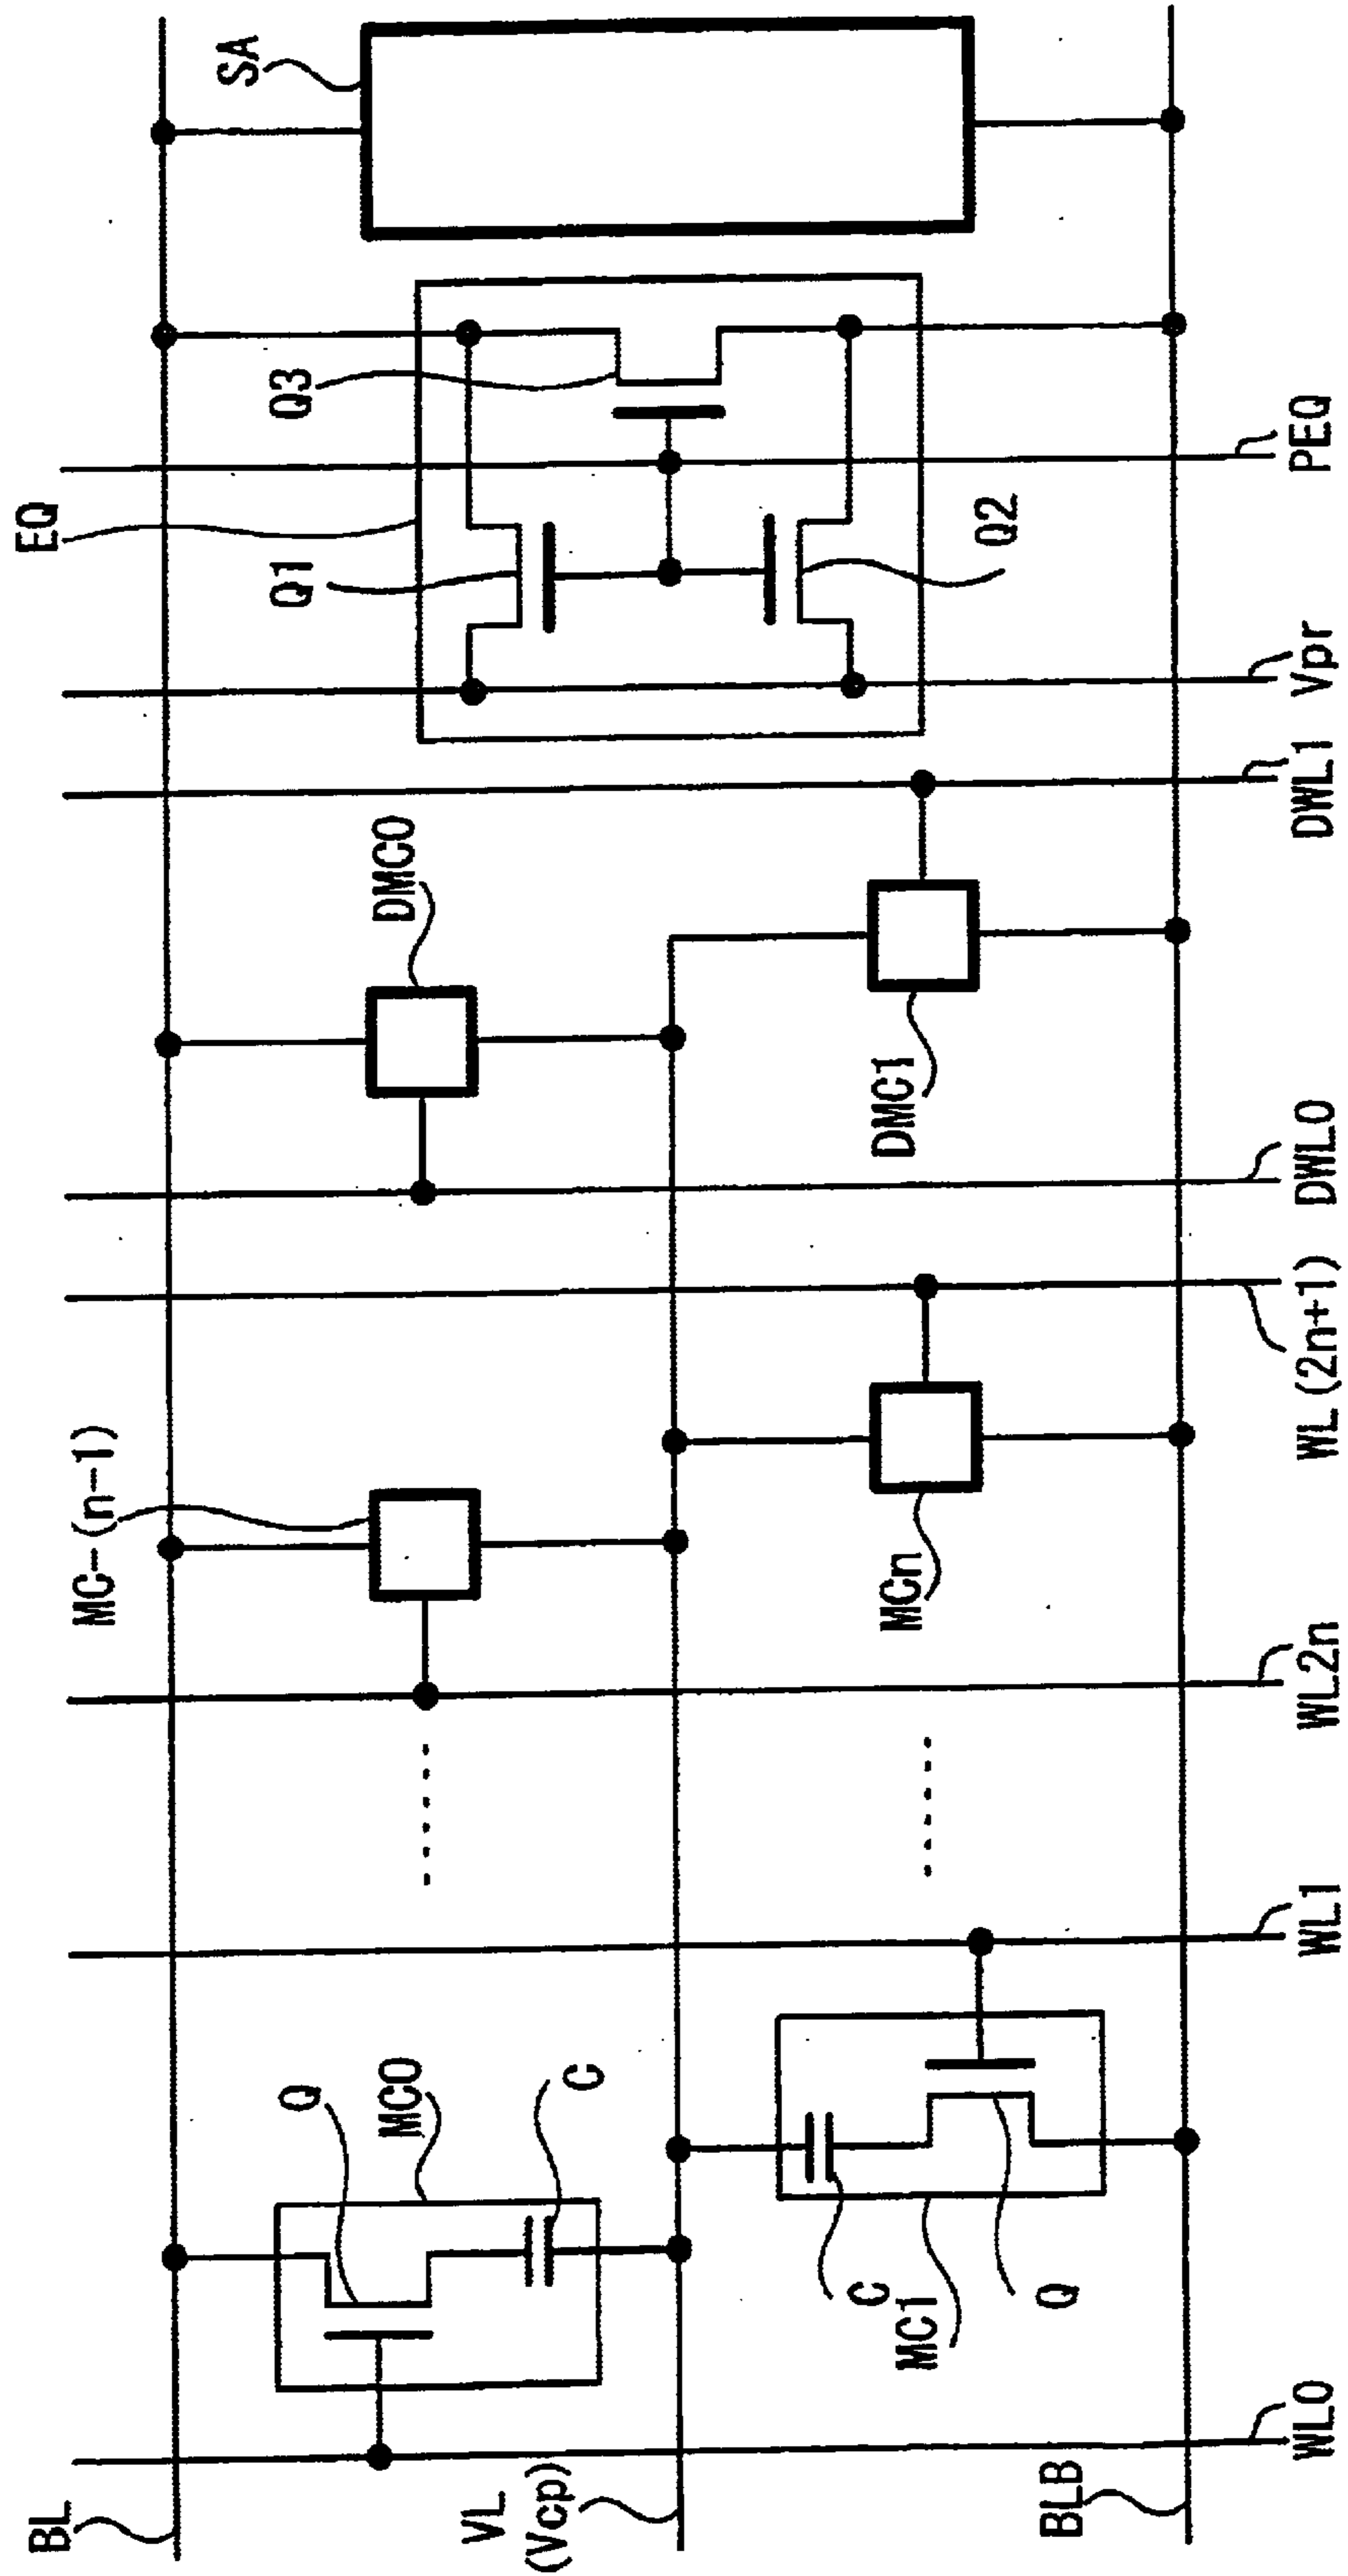 BL
VL
(Vcp)
BLB
WL0
Q
MC0
C
C
MC1
Q
WL1
WL2n
MC-(n-1)
MCn
WL(2n+1)
DWL0
DMC0
DMC1
DWL1
Vpr
EQ
Q1
Q2
Q3
PEQ
SA